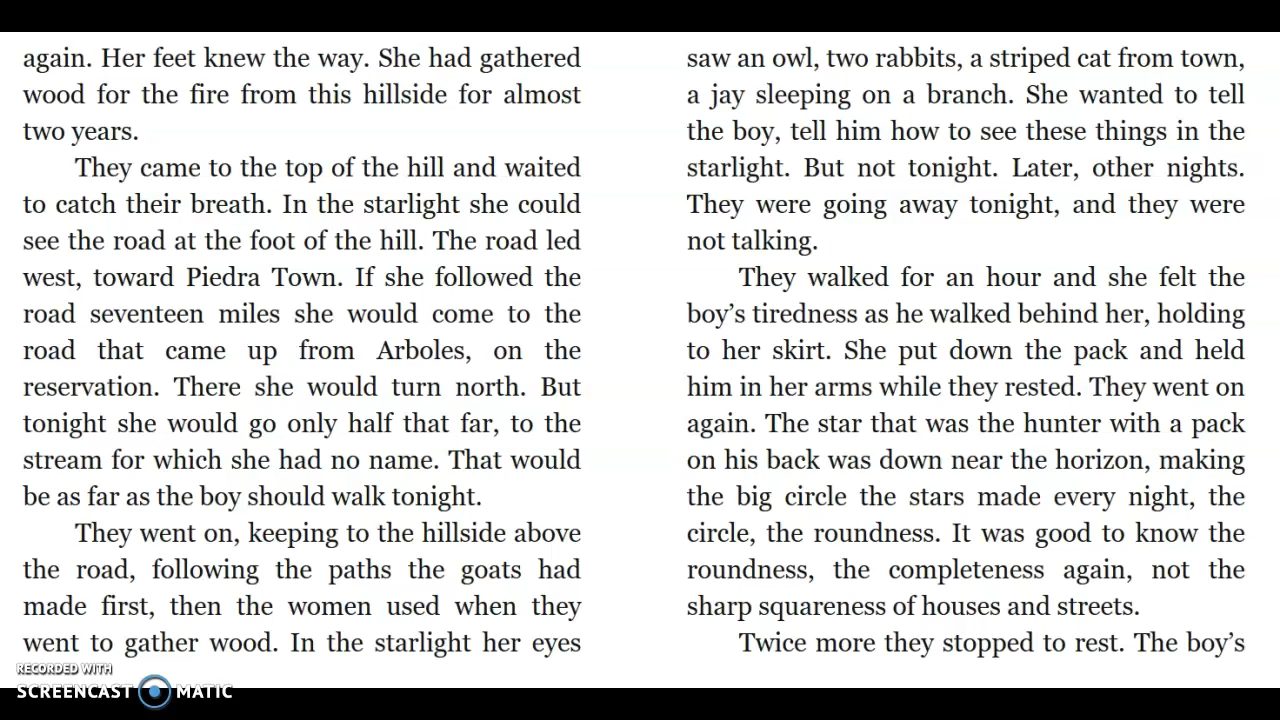 again. Her feet knew the way. She had gathered
wood for the fire from this hillside for almost
two years.
They came to the top of the hill and waited
to catch their breath. In the starlight she could
see the road at the foot of the hill. The road led
west, toward Piedra Town. If she followed the
road seventeen miles she would come to the
road that came up from Arboles, on the
reservation. There she would turn north. But
tonight she would go only half that far, to the
stream for which she had no name. That would
be as far as the boy should walk tonight.
They went on, keeping to the hillside above
the road, following the paths the goats had
made first, then the women used when they
went to gather wood. In the starlight her eyes
saw an owl, two rabbits, a striped cat from town,
a jay sleeping on a branch. She wanted to tell
the boy, tell him how to see these things in the
starlight. But not tonight. Later, other nights.
They were going away tonight, and they were
not talking.
They walked for an hour and she felt the
boy’s tiredness as he walked behind her, holding
to her skirt. She put down the pack and held
him in her arms while they rested. They went on
again. The star that was the hunter with a pack
on his back was down near the horizon, making
the big circle the stars made every night, the
circle, the roundness. It was good to know the
roundness, the completeness again, not the
sharp squareness of houses and streets.
Twice more they stopped to rest. The boy’s
RECORDED WITH
SCREENCAST MATIC